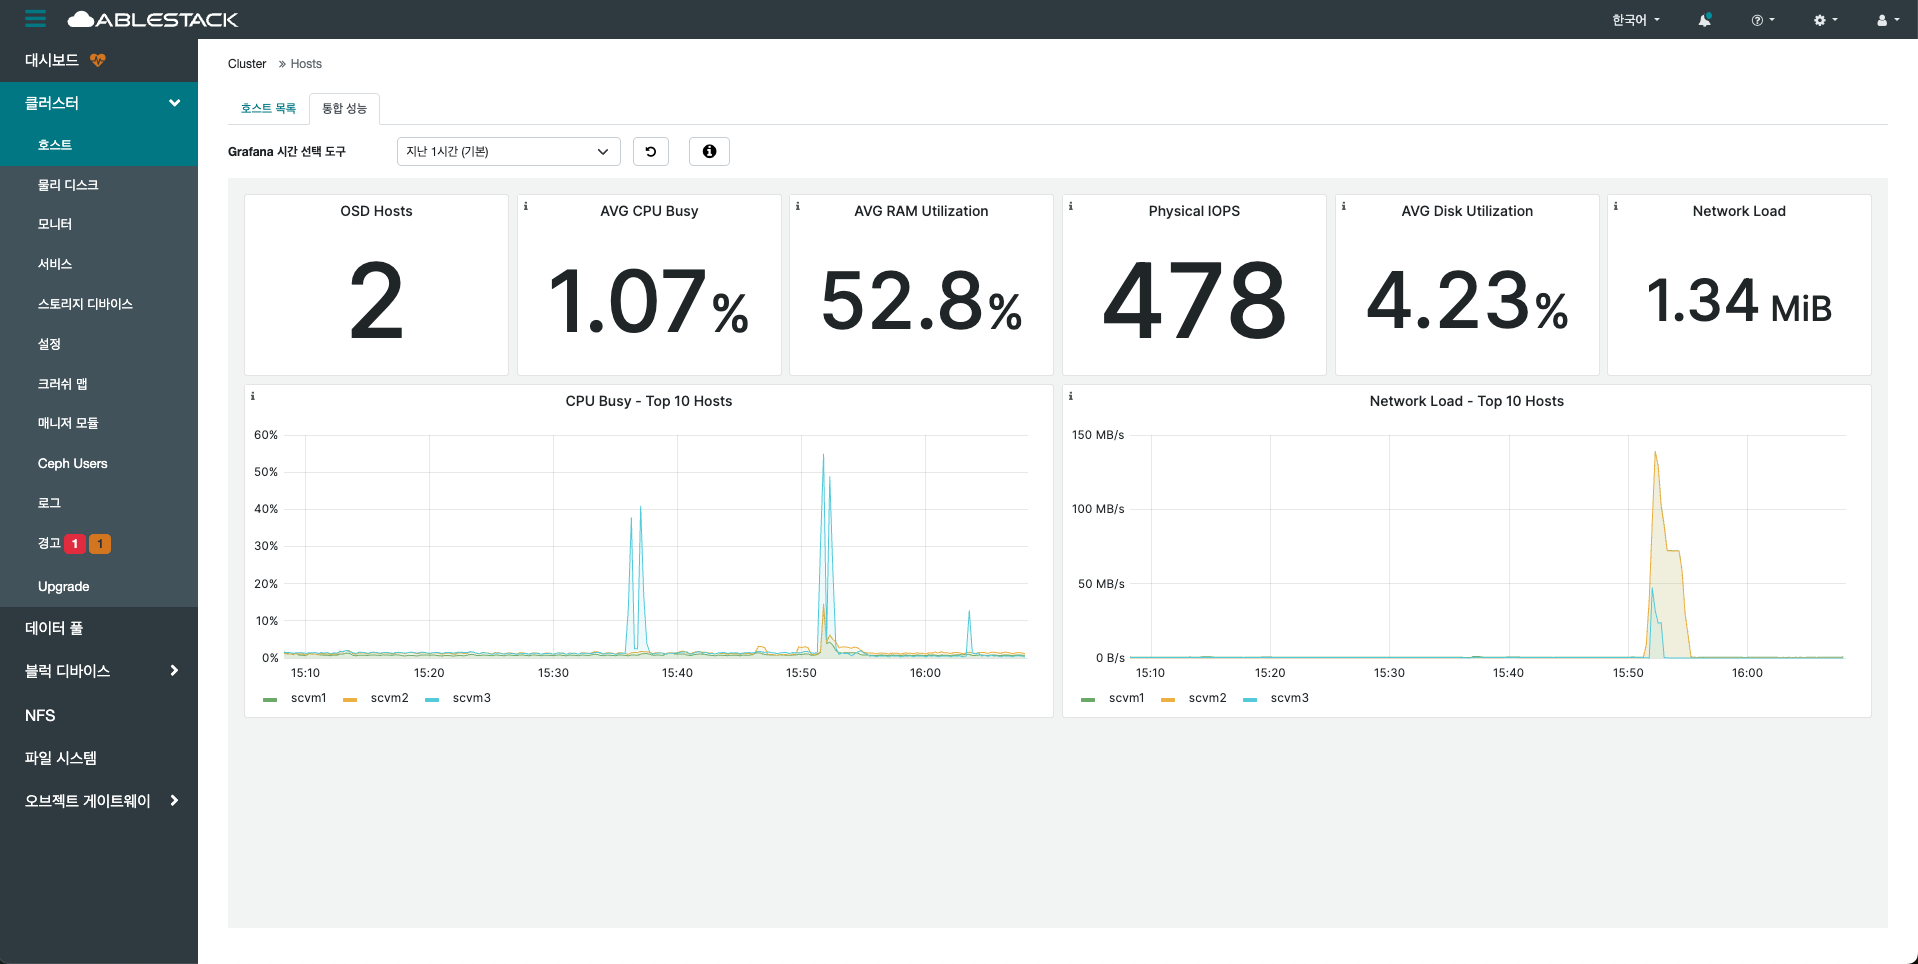 ABLESTACK
한국어
대시보드
클러스터
호스트
물리 디스크
모니터
서비스
스토리지 디바이스
설정
크러쉬 맵
매니저 모듈
Ceph Users
로그
경고 1 1
Upgrade
데이터 풀
블럭 디바이스
NFS
파일 시스템
오브젝트 게이트웨이
Cluster » Hosts
호스트 목록
통합 성능
Grafana 시간 선택 도구
지난 1시간 (기본)
OSD Hosts
2
AVG CPU Busy
1.07%
AVG RAM Utilization
52.8%
Physical IOPS
478
AVG Disk Utilization
4.23%
Network Load
1.34 MiB
CPU Busy - Top 10 Hosts
60%
50%
40%
30%
20%
10%
0%
15:10 15:20 15:30 15:40 15:50 16:00
scvm1 scvm2 scvm3
Network Load - Top 10 Hosts
150 MB/s
100 MB/s
50 MB/s
0 B/s
15:10 15:20 15:30 15:40 15:50 16:00
scvm1 scvm2 scvm3